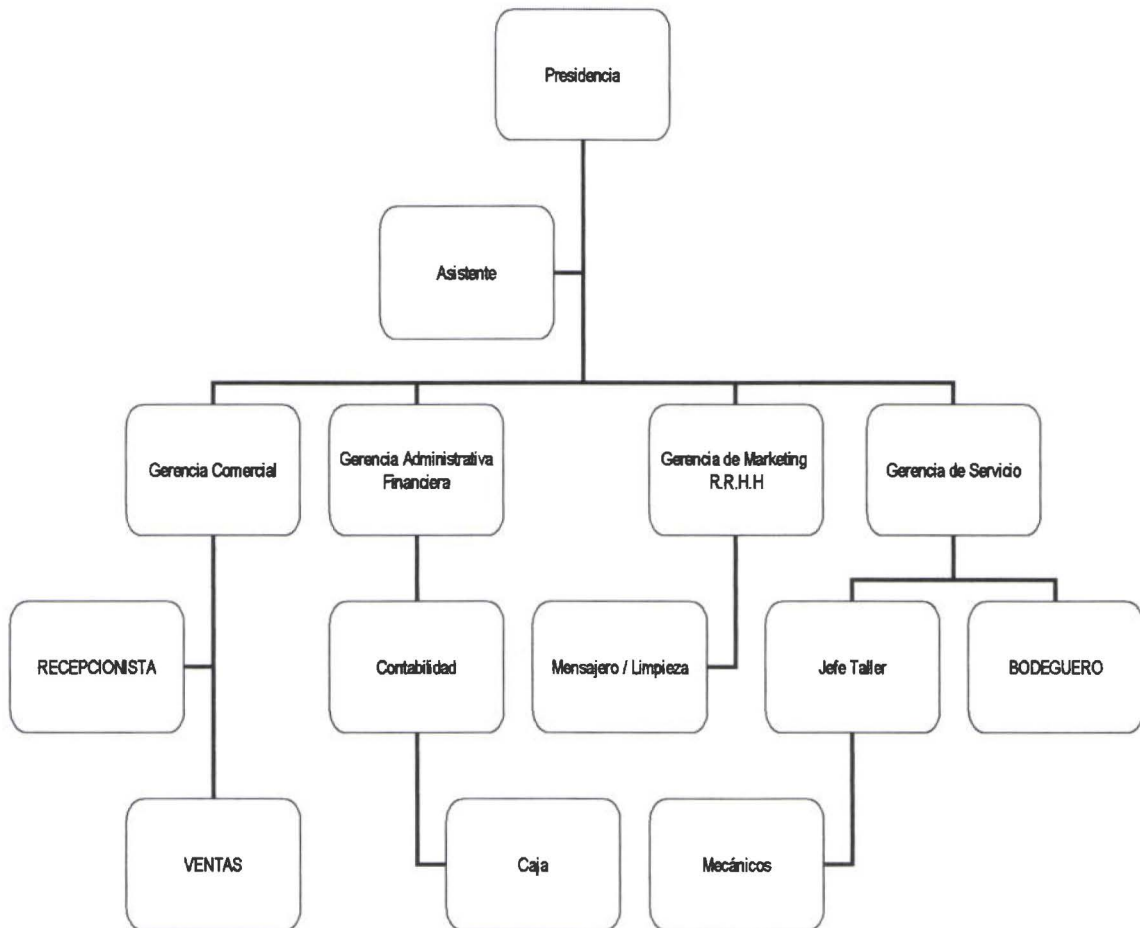 Presidencia
Asistente
Gerencia Comercial
Gerencia Administrativa
Financiera
Gerencia de Marketing
R.R.H.H
Gerencia de Servicio
RECEPCIONISTA
Contabilidad
Mensajero / Limpieza
Jefe Taller
BODEGUERO
VENTAS
Caja
Mecánicos